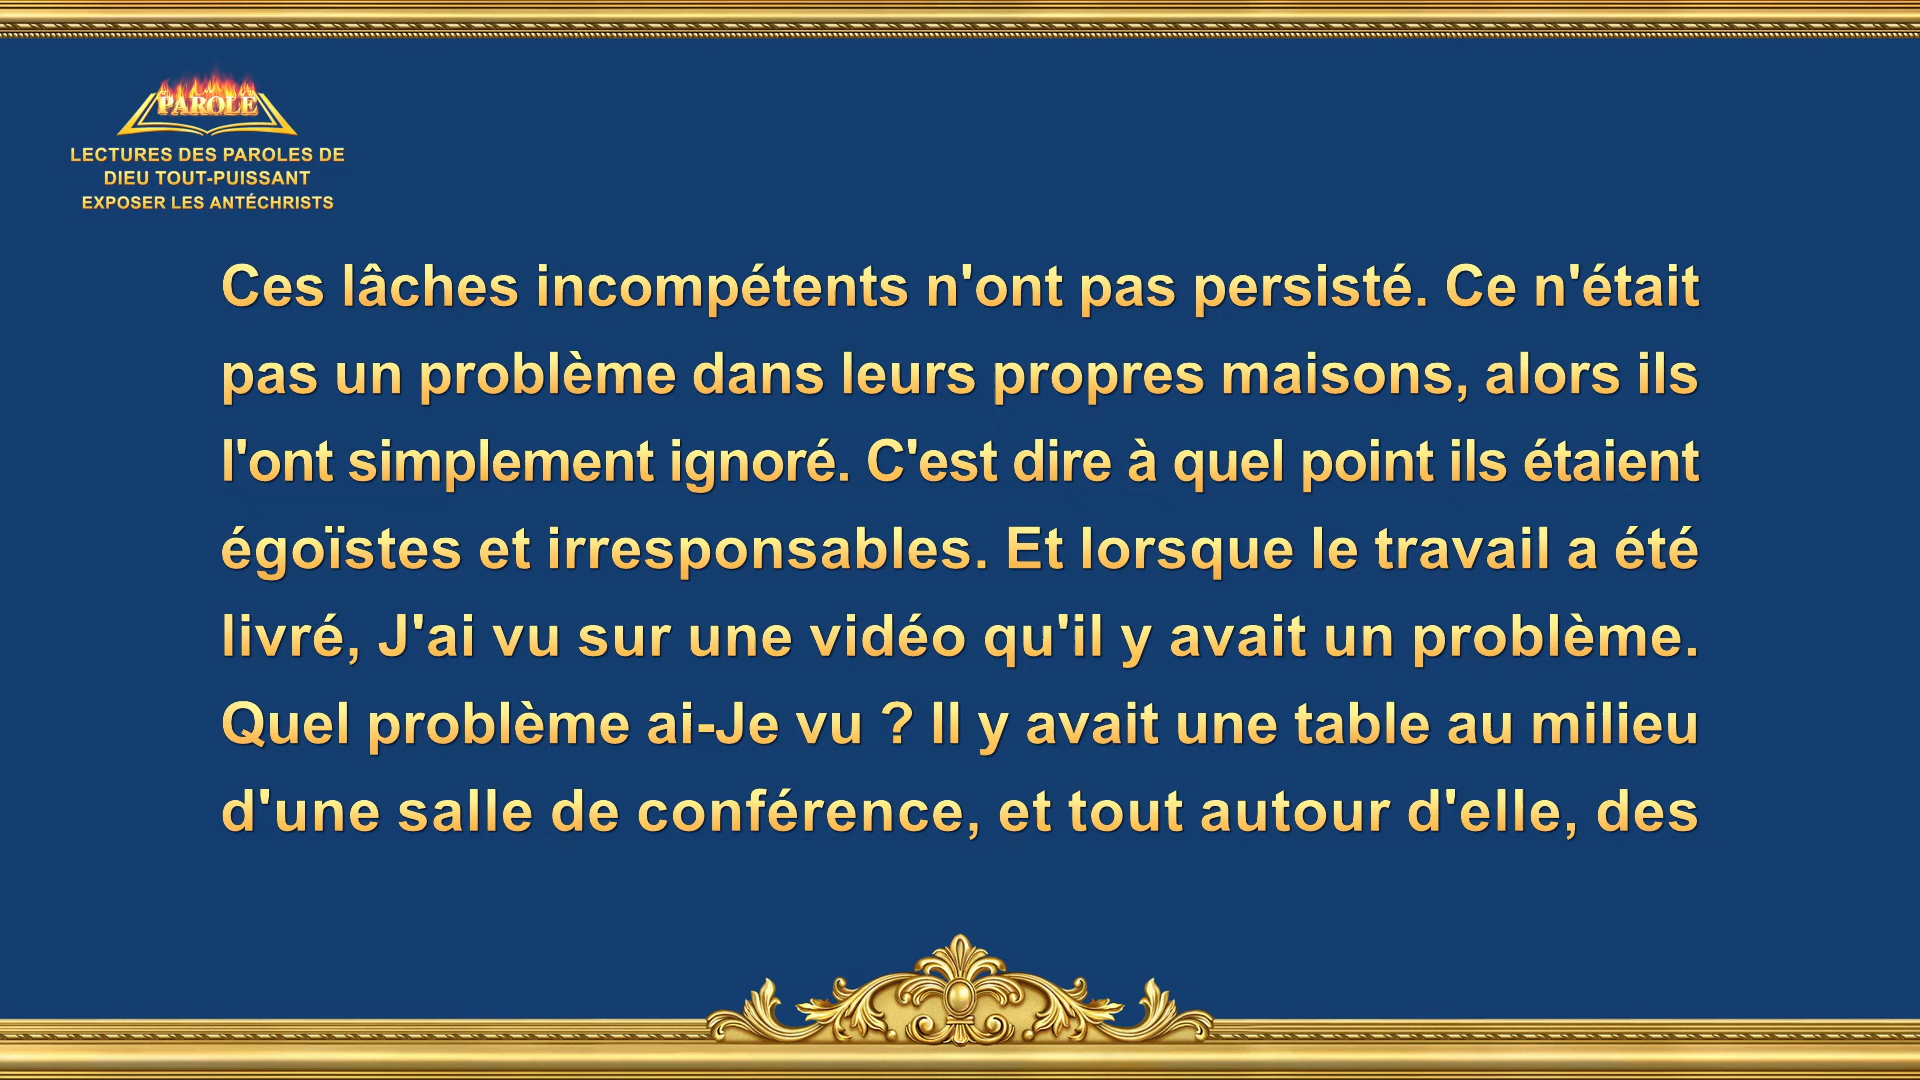 PAROLE
LECTURES DES PAROLES DE
DIEU TOUT-PUISSANT
EXPOSER LES ANTÉCHRISTS
Ces lâches incompétents n'ont pas persisté. Ce n'était
pas un problème dans leurs propres maisons, alors ils
l'ont simplement ignoré. C'est dire à quel point ils étaient
égoïstes et irresponsables. Et lorsque le travail a été
livré, J'ai vu sur une vidéo qu'il y avait un problème.
Quel problème ai-Je vu ? Il y avait une table au milieu
d'une salle de conférence, et tout autour d'elle, des